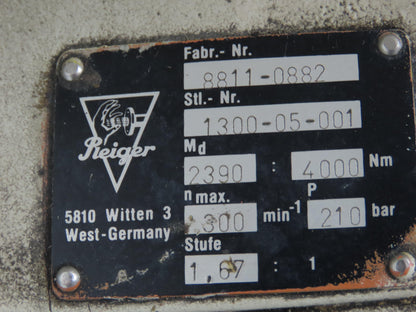 Fabr.- Nr.
8811-0882
Stl.- Nr.
1300-05-001
Reiger
Md
2390 : 4000 Nm
n max. P
2300 min-1 210 bar
5810 Witten 3
West-Germany
Stufe
1,67 : 1